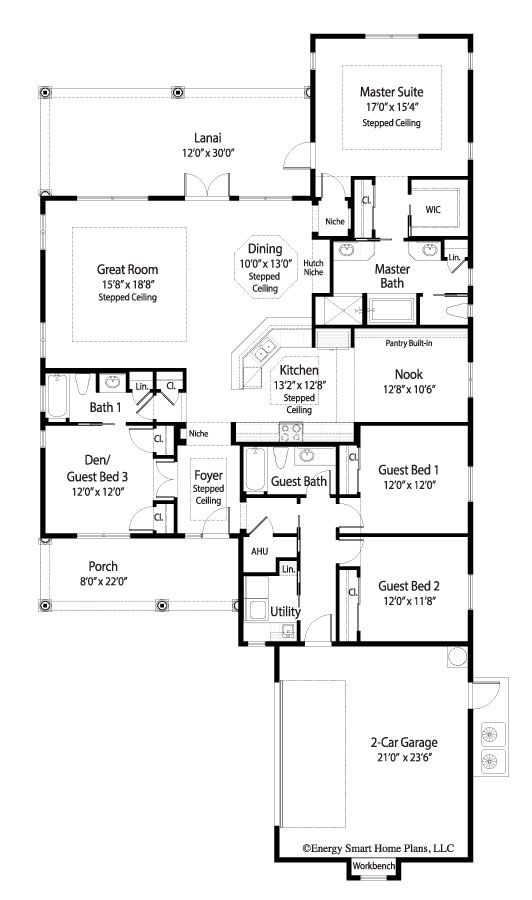 Master Suite
17'0" x 15'4"
Stepped Ceiling
Lanai
12'0" x 30'0"
Cl.
WIC
Niche
Great Room
15'8" x 18'8"
Stepped Ceiling
Dining
10'0" x 13'0"
Stepped
Ceiling
Hutch
Niche
Master
Bath
Lin.
Pantry Built-in
Kitchen
13'2" x 12'8"
Stepped
Ceiling
Nook
12'8" x 10'6"
Bath 1
Lin.
Cl.
Niche
Cl.
Den/
Guest Bed 3
12'0" x 12'0"
Cl.
Foyer
Stepped
Ceiling
Guest Bath
Cl.
Guest Bed 1
12'0" x 12'0"
AHU
Lin.
Porch
8'0" x 22'0"
Utility
Cl.
Guest Bed 2
12'0" x 11'8"
2-Car Garage
21'0" x 23'6"
©Energy Smart Home Plans, LLC
Workbench